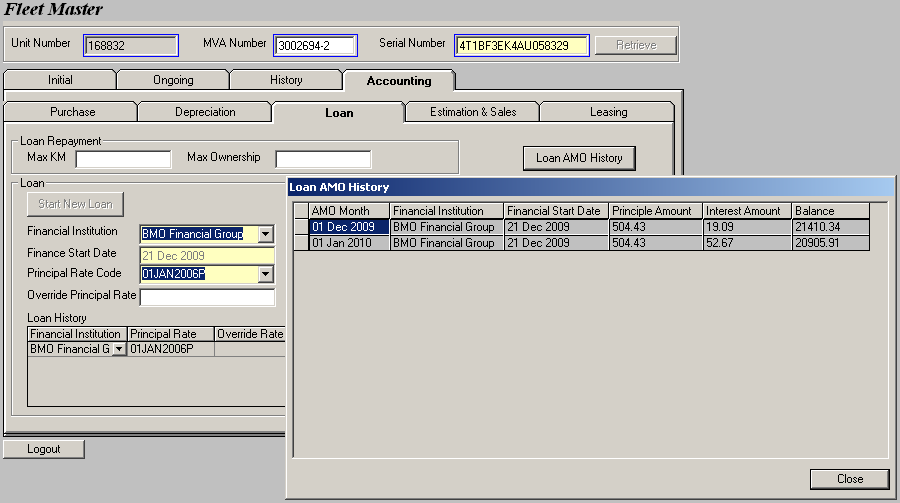 Fleet Master
Unit Number 168832 MVA Number 3002694-2 Serial Number 4T1BF3EK4AU058329 Retrieve
Initial Ongoing History Accounting
Purchase Depreciation Loan Estimation & Sales Leasing
Loan Repayment
Max KM Max Ownership Loan AMO History
Loan
Start New Loan
Financial Institution BMO Financial Group
Finance Start Date 21 Dec 2009
Principal Rate Code 01JAN2006P
Override Principal Rate
Loan History
Financial Institution Principal Rate Override Rate
BMO Financial G 01JAN2006P
Logout
Loan AMO History
AMO Month Financial Institution Financial Start Date Principle Amount Interest Amount Balance
01 Dec 2009 BMO Financial Group 21 Dec 2009 504.43 19.09 21410.34
01 Jan 2010 BMO Financial Group 21 Dec 2009 504.43 52.67 20905.91
Close